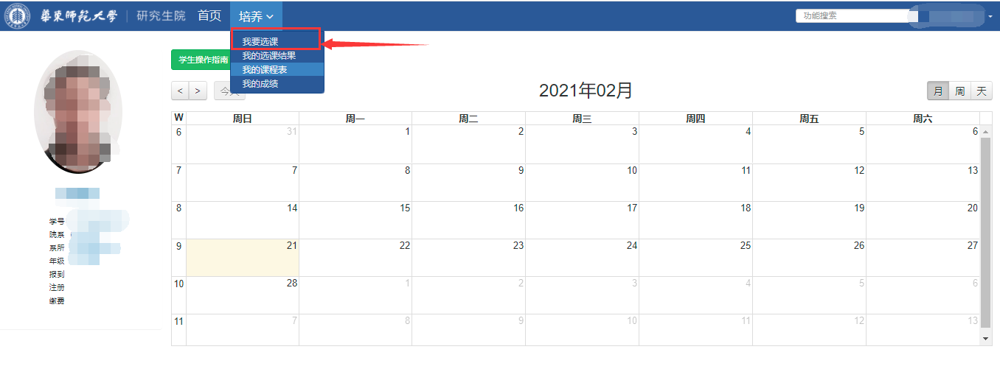 華東師範大學 | 研究生院 首页 培养 功能搜索
我要选课
我的选课结果
我的课程表
我的成绩
学生操作指南
< > 今天 2021年02月 月 周 天
W 周日 周一 周二 周三 周四 周五 周六
6 31 1 2 3 4 5 6
7 7 8 9 10 11 12 13
8 14 15 16 17 18 19 20
9 21 22 23 24 25 26 27
10 28 1 2 3 4 5 6
11 7 8 9 10 11 12 13
学号
院系
系所
年级
报到
注册
缴费